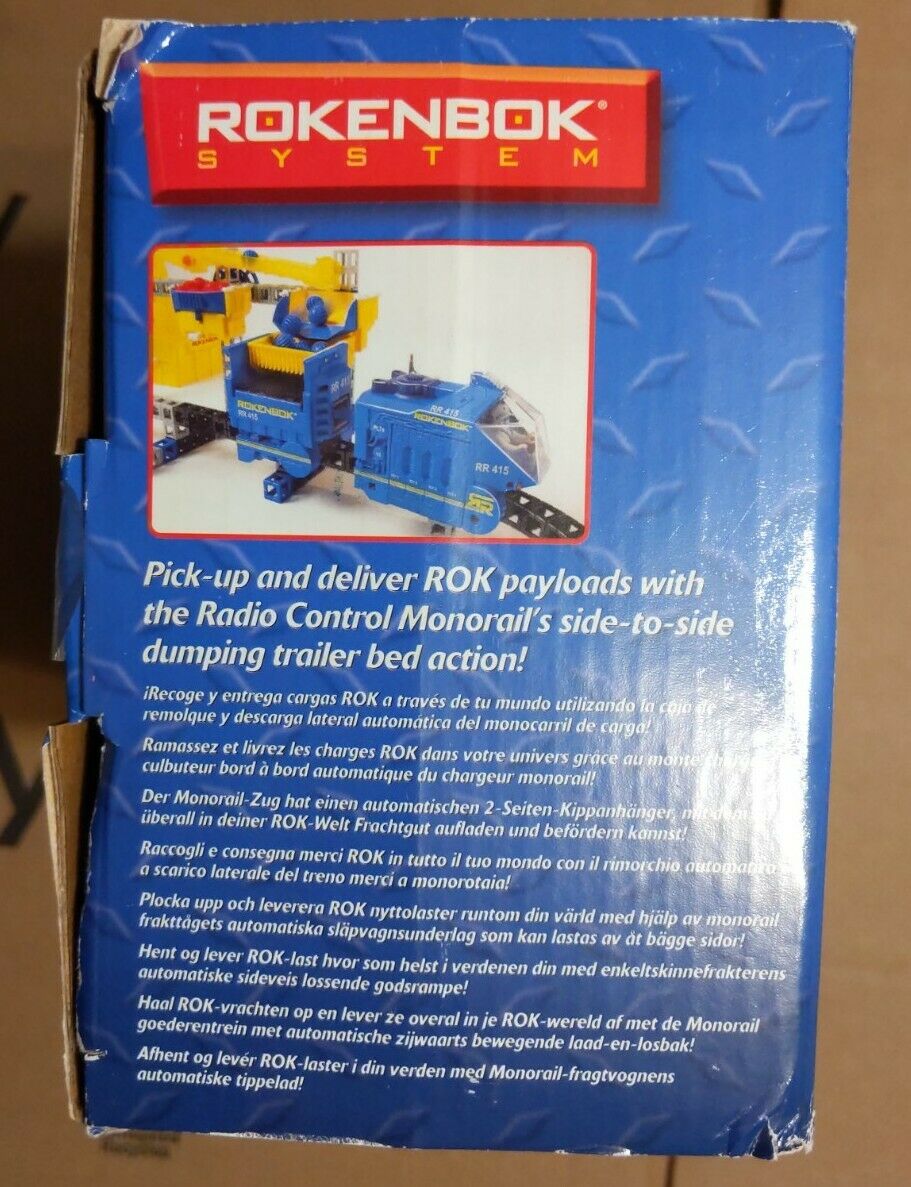 ROKENBOK®
SYSTEM
ROKENBOK
RR 415
ROKENBOK
RR 415
RR 415
ROKENBOK
RR 415
Pick-up and deliver ROK payloads with
the Radio Control Monorail's side-to-side
dumping trailer bed action!
¡Recoge y entrega cargas ROK a través de tu mundo utilizando la caja de
remolque y descarga lateral automática del monocarril de carga!
Ramassez et livrez les charges ROK dans votre univers grâce au monte
culbuteur bord à bord automatique du chargeur monorail!
Der Monorail-Zug hat einen automatischen 2-Seiten-Kippanhänger, mit dem
überall in deiner ROK-Welt Frachtgut aufladen und befördern kannst!
Raccogli e consegna merci ROK in tutto il tuo mondo con il rimorchio automatico
a scarico laterale del treno merci a monorotaia!
Plocka upp och leverera ROK nyttolaster runtom din värld med hjälp av monorail
frakttågets automatiska släpvagnsunderlag som kan lastas av åt bägge sidor!
Hent og lever ROK-last hvor som helst i verdenen din med enkeltskinnefrakterens
automatiske sideveis lossende godsrampe!
Haal ROK-vrachten op en lever ze overal in je ROK-wereld af met de Monorail
goederentrein met automatische zijwaarts bewegende laad-en-losbak!
Afhent og levér ROK-laster i din verden med Monorail-fragtvognens
automatiske tippelad!